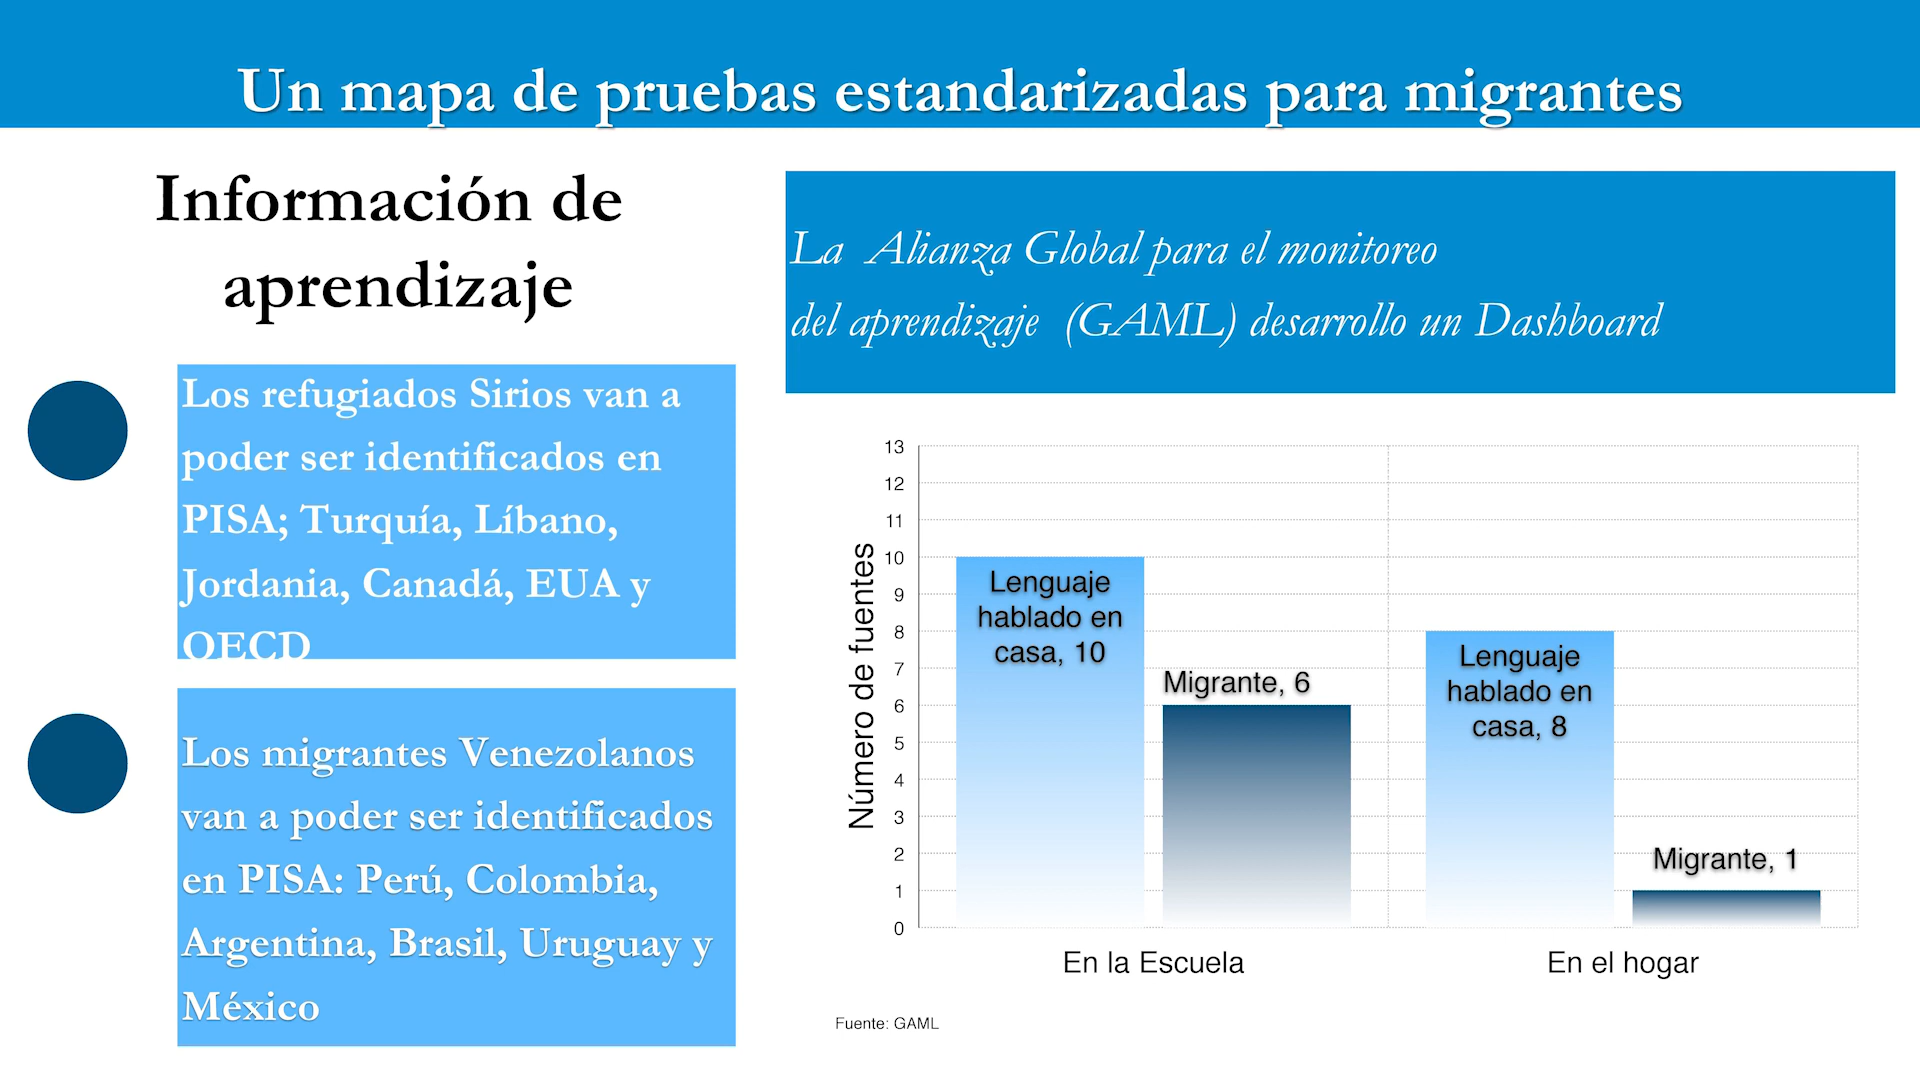 Un mapa de pruebas estandarizadas para migrantes
Información de
aprendizaje
Los refugiados Sirios van a
poder ser identificados en
PISA; Turquía, Líbano,
Jordania, Canadá, EUA y
OECD
Los migrantes Venezolanos
van a poder ser identificados
en PISA: Perú, Colombia,
Argentina, Brasil, Uruguay y
México
La Alianza Global para el monitoreo
del aprendizaje (GAML) desarrollo un Dashboard
Número de fuentes
13
12
11
10
9
8
7
6
5
4
3
2
1
0
Lenguaje
hablado en
casa, 10
Migrante, 6
Lenguaje
hablado en
casa, 8
Migrante, 1
En la Escuela
En el hogar
Fuente: GAML